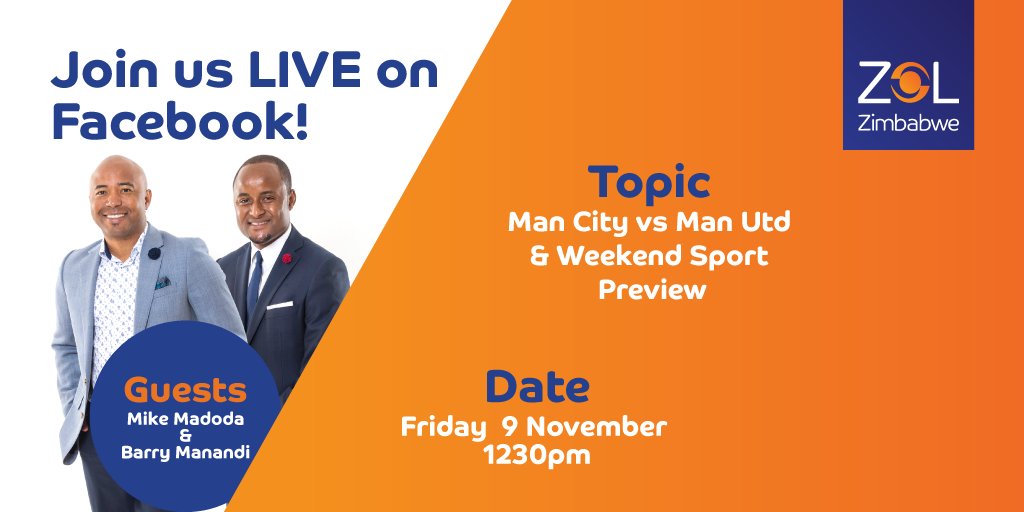 Join us LIVE on
Facebook!
ZOL
Zimbabwe
Topic
Man City vs Man Utd
& Weekend Sport
Preview
Guests
Mike Madoda
&
Barry Manandi
Date
Friday 9 November
1230pm